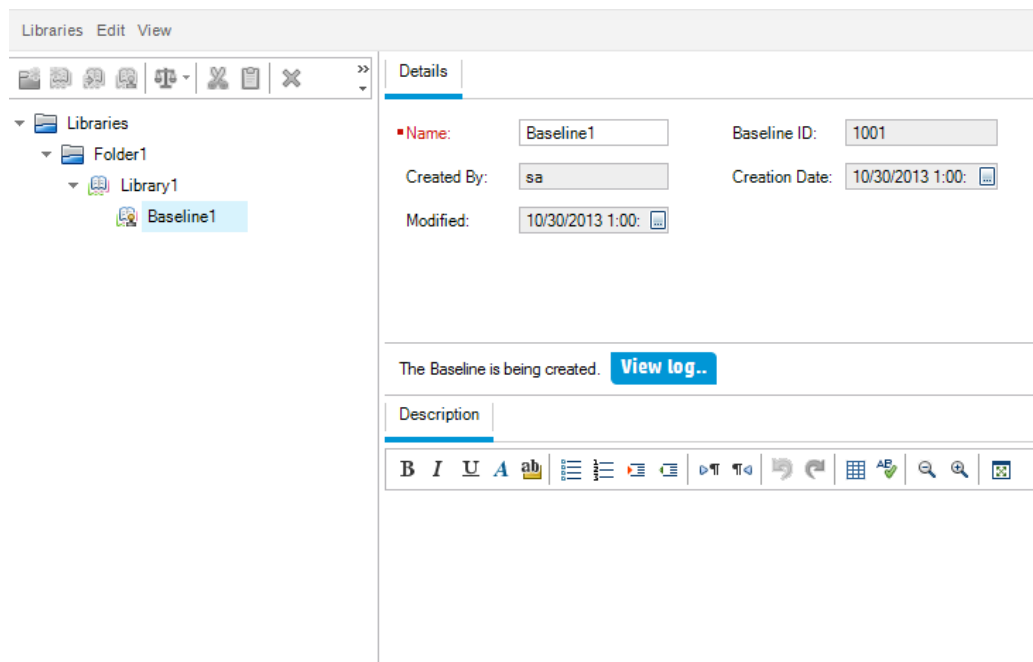 Libraries Edit View
Details
Libraries
Folder1
Library1
Baseline1
Name: Baseline1 Baseline ID: 1001
Created By: sa Creation Date: 10/30/2013 1:00:
Modified: 10/30/2013 1:00:
The Baseline is being created. View log..
Description
B I U A ab